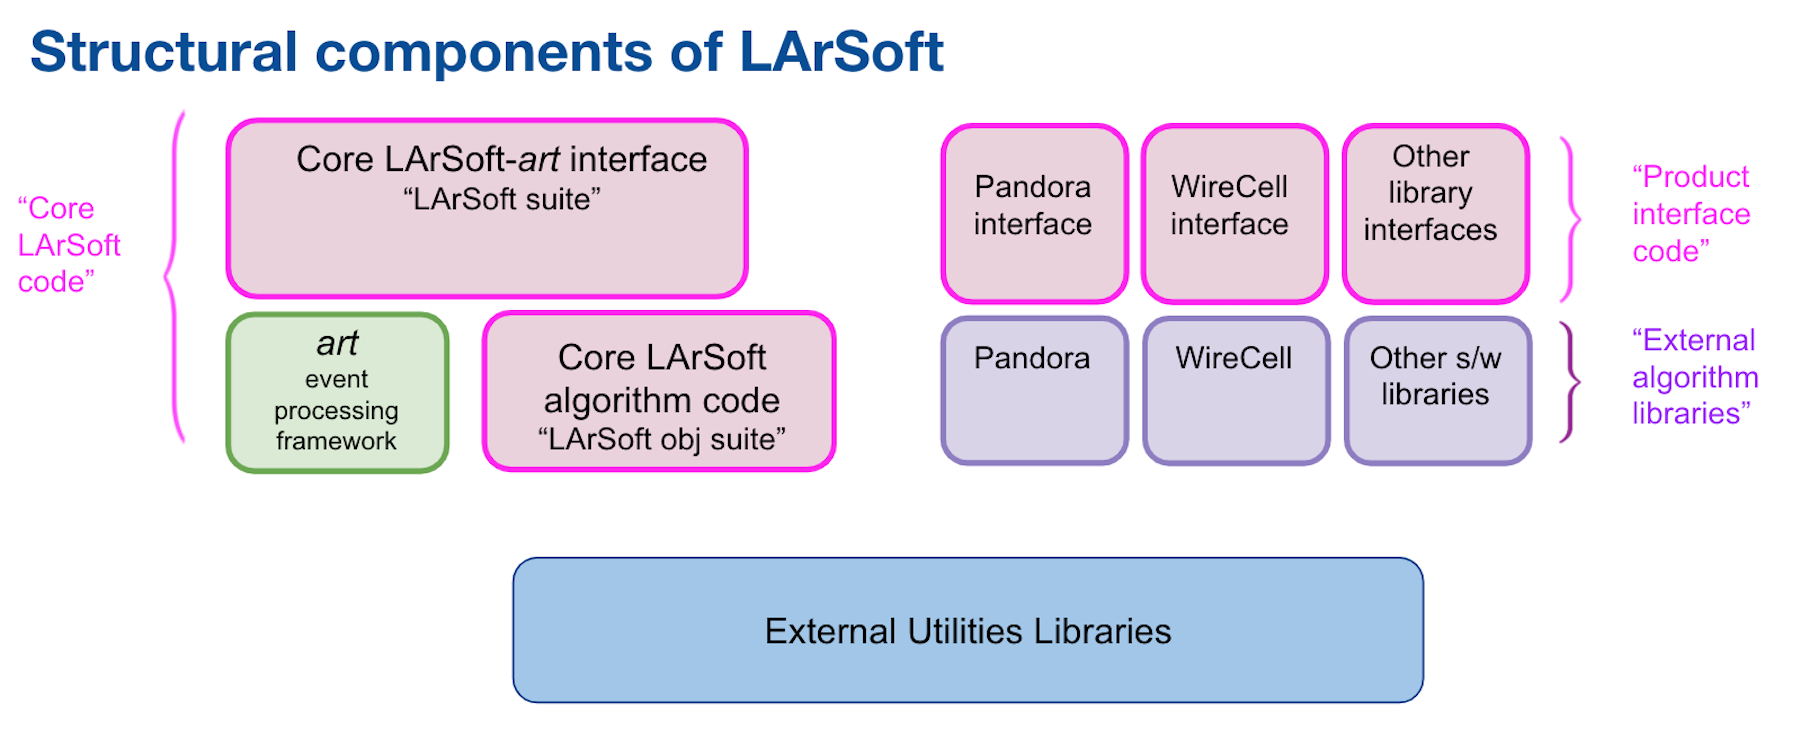 Structural components of LArSoft
“Core
LArSoft
code”
Core LArSoft-art interface
“LArSoft suite”
art
event
processing
framework
Core LArSoft
algorithm code
“LArSoft obj suite”
Pandora
interface
WireCell
interface
Other
library
interfaces
“Product
interface
code”
Pandora
WireCell
Other s/w
libraries
“External
algorithm
libraries”
External Utilities Libraries